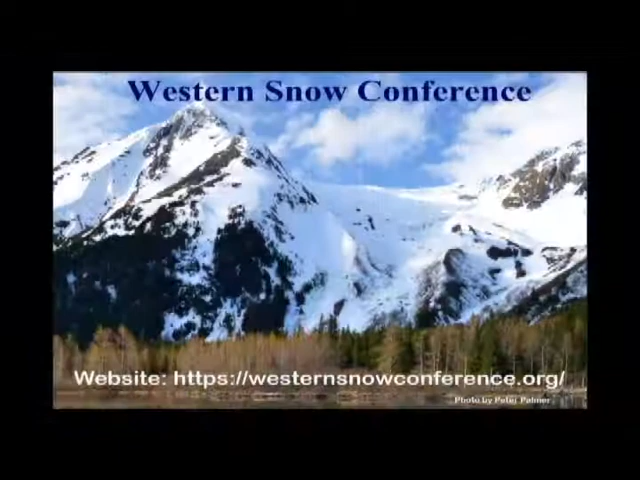 Western Snow Conference
Website: https://westernsnowconference.org/
Photo by Peter Palmer